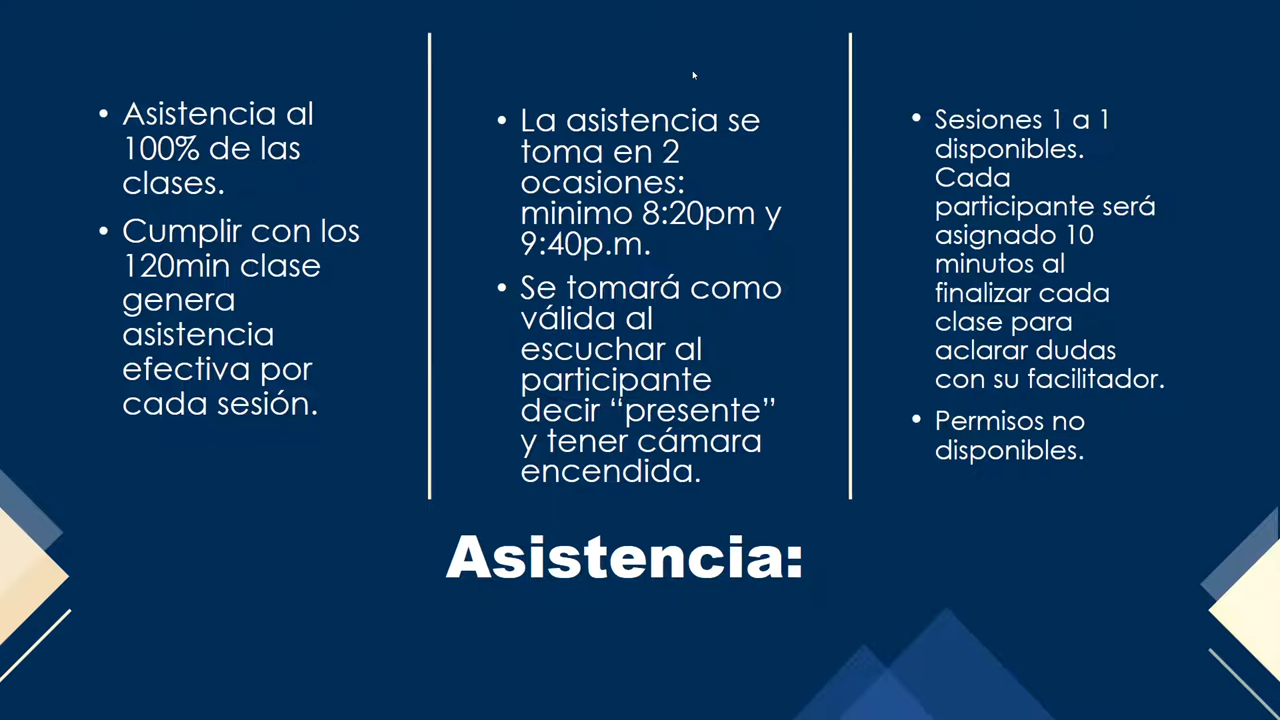 • Asistencia al
100% de las
clases.
• Cumplir con los
120min clase
genera
asistencia
efectiva por
cada sesión.
• La asistencia se
toma en 2
ocasiones:
minimo 8:20pm y
9:40p.m.
• Se tomará como
válida al
escuchar al
participante
decir “presente”
y tener cámara
encendida.
• Sesiones 1 a 1
disponibles.
Cada
participante será
asignado 10
minutos al
finalizar cada
clase para
aclarar dudas
con su facilitador.
• Permisos no
disponibles.
Asistencia: